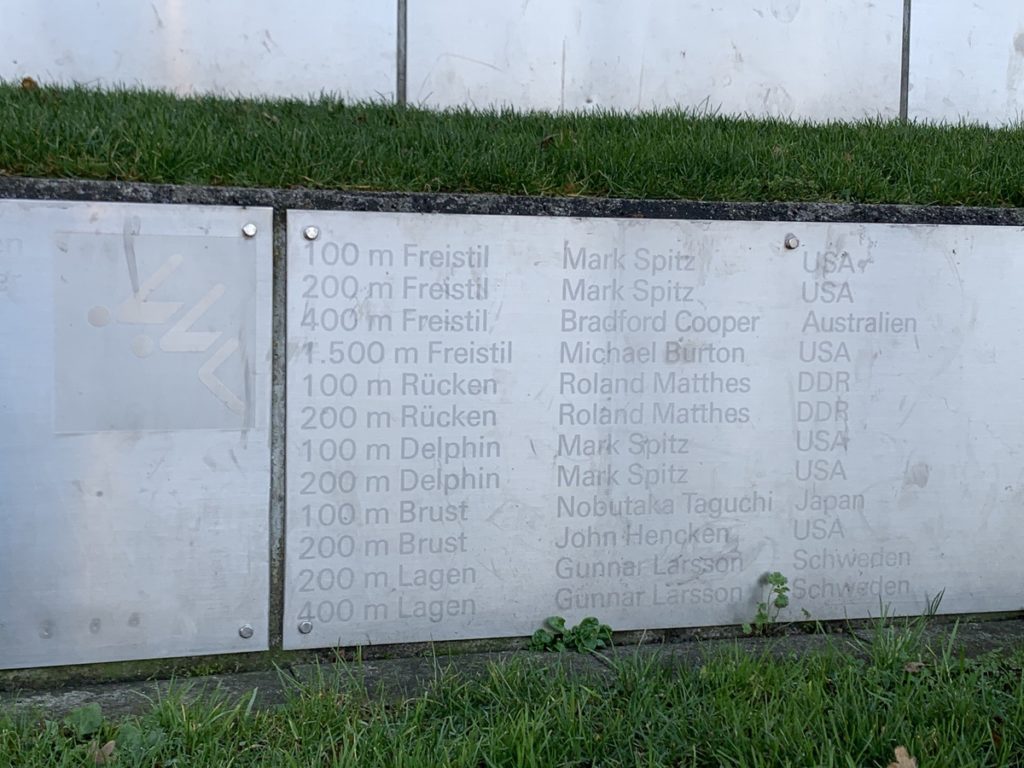 100 m Freistil Mark Spitz USA
200 m Freistil Mark Spitz USA
400 m Freistil Bradford Cooper Australien
1.500 m Freistil Michael Burton USA
100 m Rücken Roland Matthes DDR
200 m Rücken Roland Matthes DDR
100 m Delphin Mark Spitz USA
200 m Delphin Mark Spitz USA
100 m Brust Nobutaka Taguchi Japan
200 m Brust John Hencken USA
200 m Lagen Gunnar Larsson Schweden
400 m Lagen Gunnar Larsson Schweden